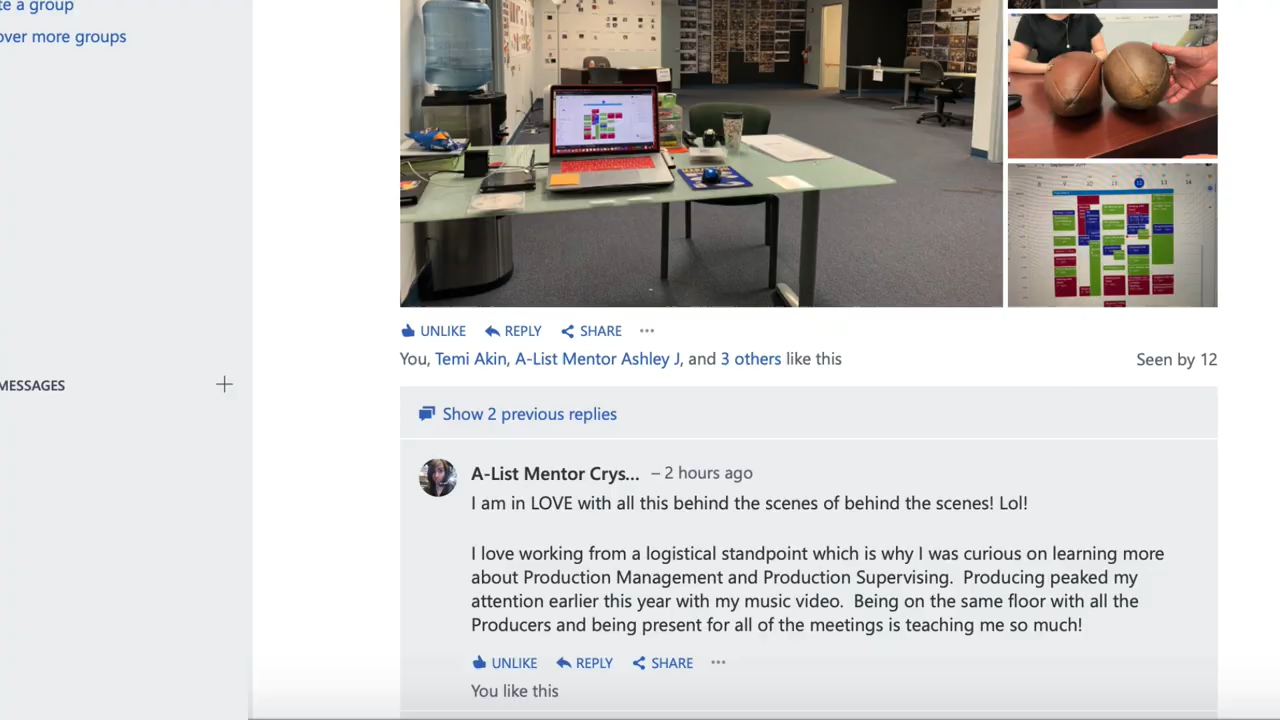 te a group
over more groups
MESSAGES
UNLIKE REPLY SHARE
You, Temi Akin, A-List Mentor Ashley J, and 3 others like this
Seen by 12
Show 2 previous replies
A-List Mentor Crys... – 2 hours ago
I am in LOVE with all this behind the scenes of behind the scenes! Lol!
I love working from a logistical standpoint which is why I was curious on learning more
about Production Management and Production Supervising. Producing peaked my
attention earlier this year with my music video. Being on the same floor with all the
Producers and being present for all of the meetings is teaching me so much!
UNLIKE REPLY SHARE
You like this